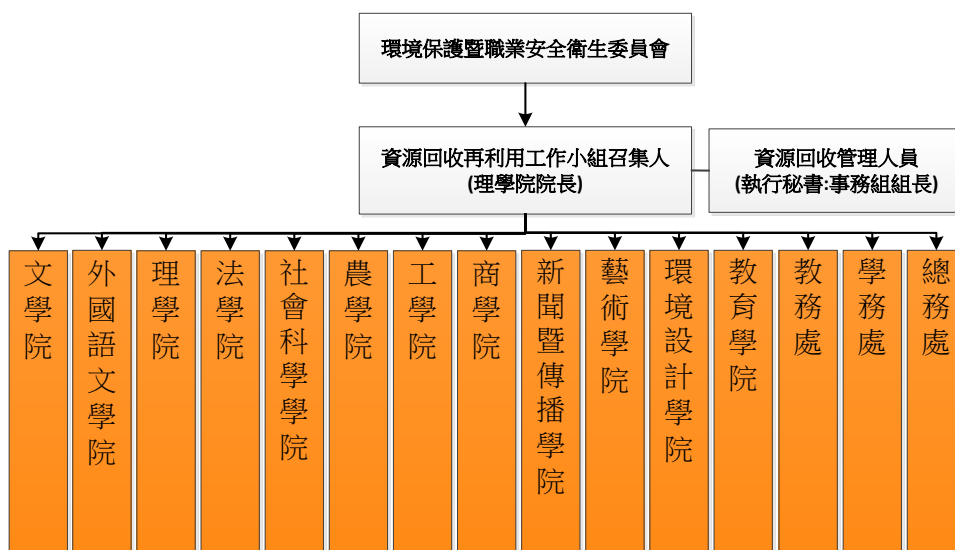 環境保護暨職業安全衛生委員會
資源回收再利用工作小組召集人
(理學院院長)
資源回收管理人員
(執行秘書:事務組組長)
文學院
外國語文學院
理學院
法學院
社會科學學院
農學院
工學院
商學院
新聞暨傳播學院
藝術學院
環境設計學院
教育學院
教務處
學務處
總務處